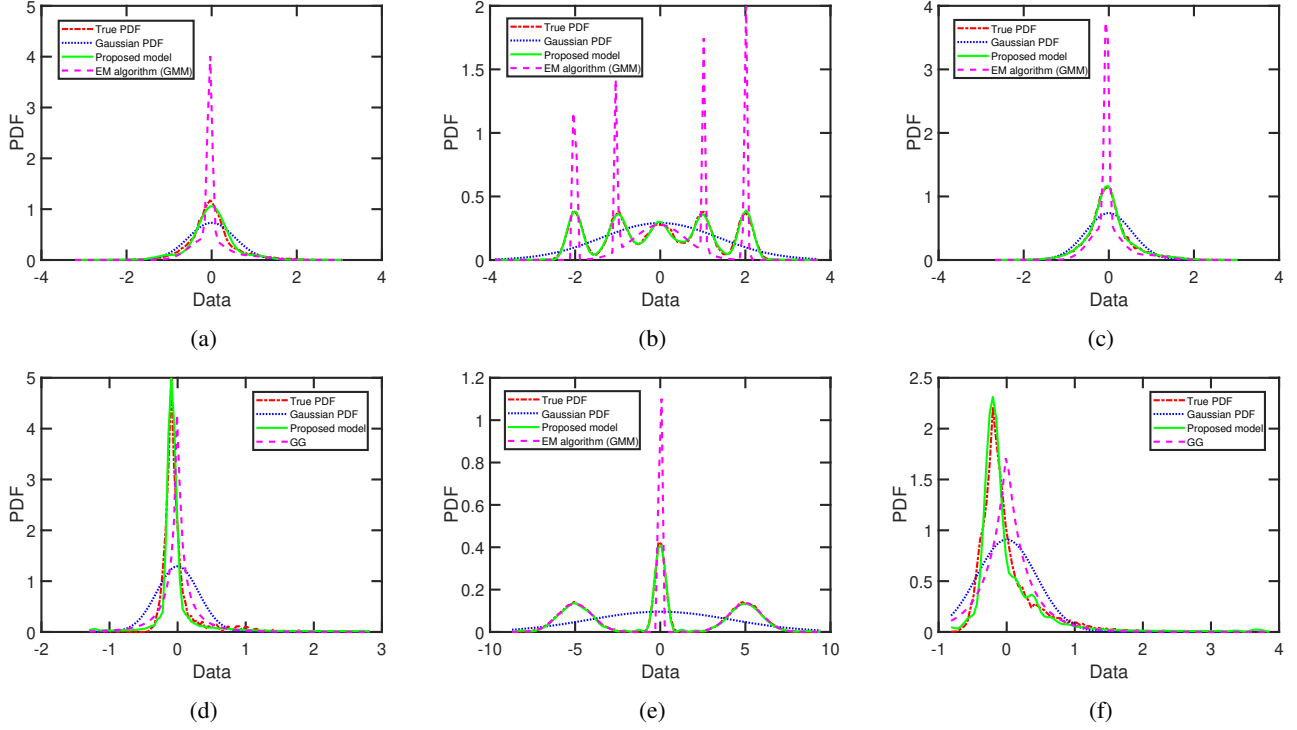 True PDF
Gaussian PDF
Proposed model
EM algorithm (GMM)
PDF
5
4
3
2
1
0
-4
-2
0
2
4
Data
(a)
True PDF
Gaussian PDF
Proposed model
EM algorithm (GMM)
PDF
2
1.5
1
0.5
0
-4
-3
-2
-1
0
1
2
3
4
Data
(b)
True PDF
Gaussian PDF
Proposed model
EM algorithm (GMM)
PDF
4
3
2
1
0
-4
-2
0
2
4
Data
(c)
True PDF
Gaussian PDF
Proposed model
GG
PDF
5
4
3
2
1
0
-2
-1
0
1
2
3
Data
(d)
True PDF
Gaussian PDF
Proposed model
EM algorithm (GMM)
PDF
1.2
1
0.8
0.6
0.4
0.2
0
-10
-5
0
5
10
Data
(e)
True PDF
Gaussian PDF
Proposed model
GG
PDF
2.5
2
1.5
1
0.5
0
-1
0
1
2
3
4
Data
(f)